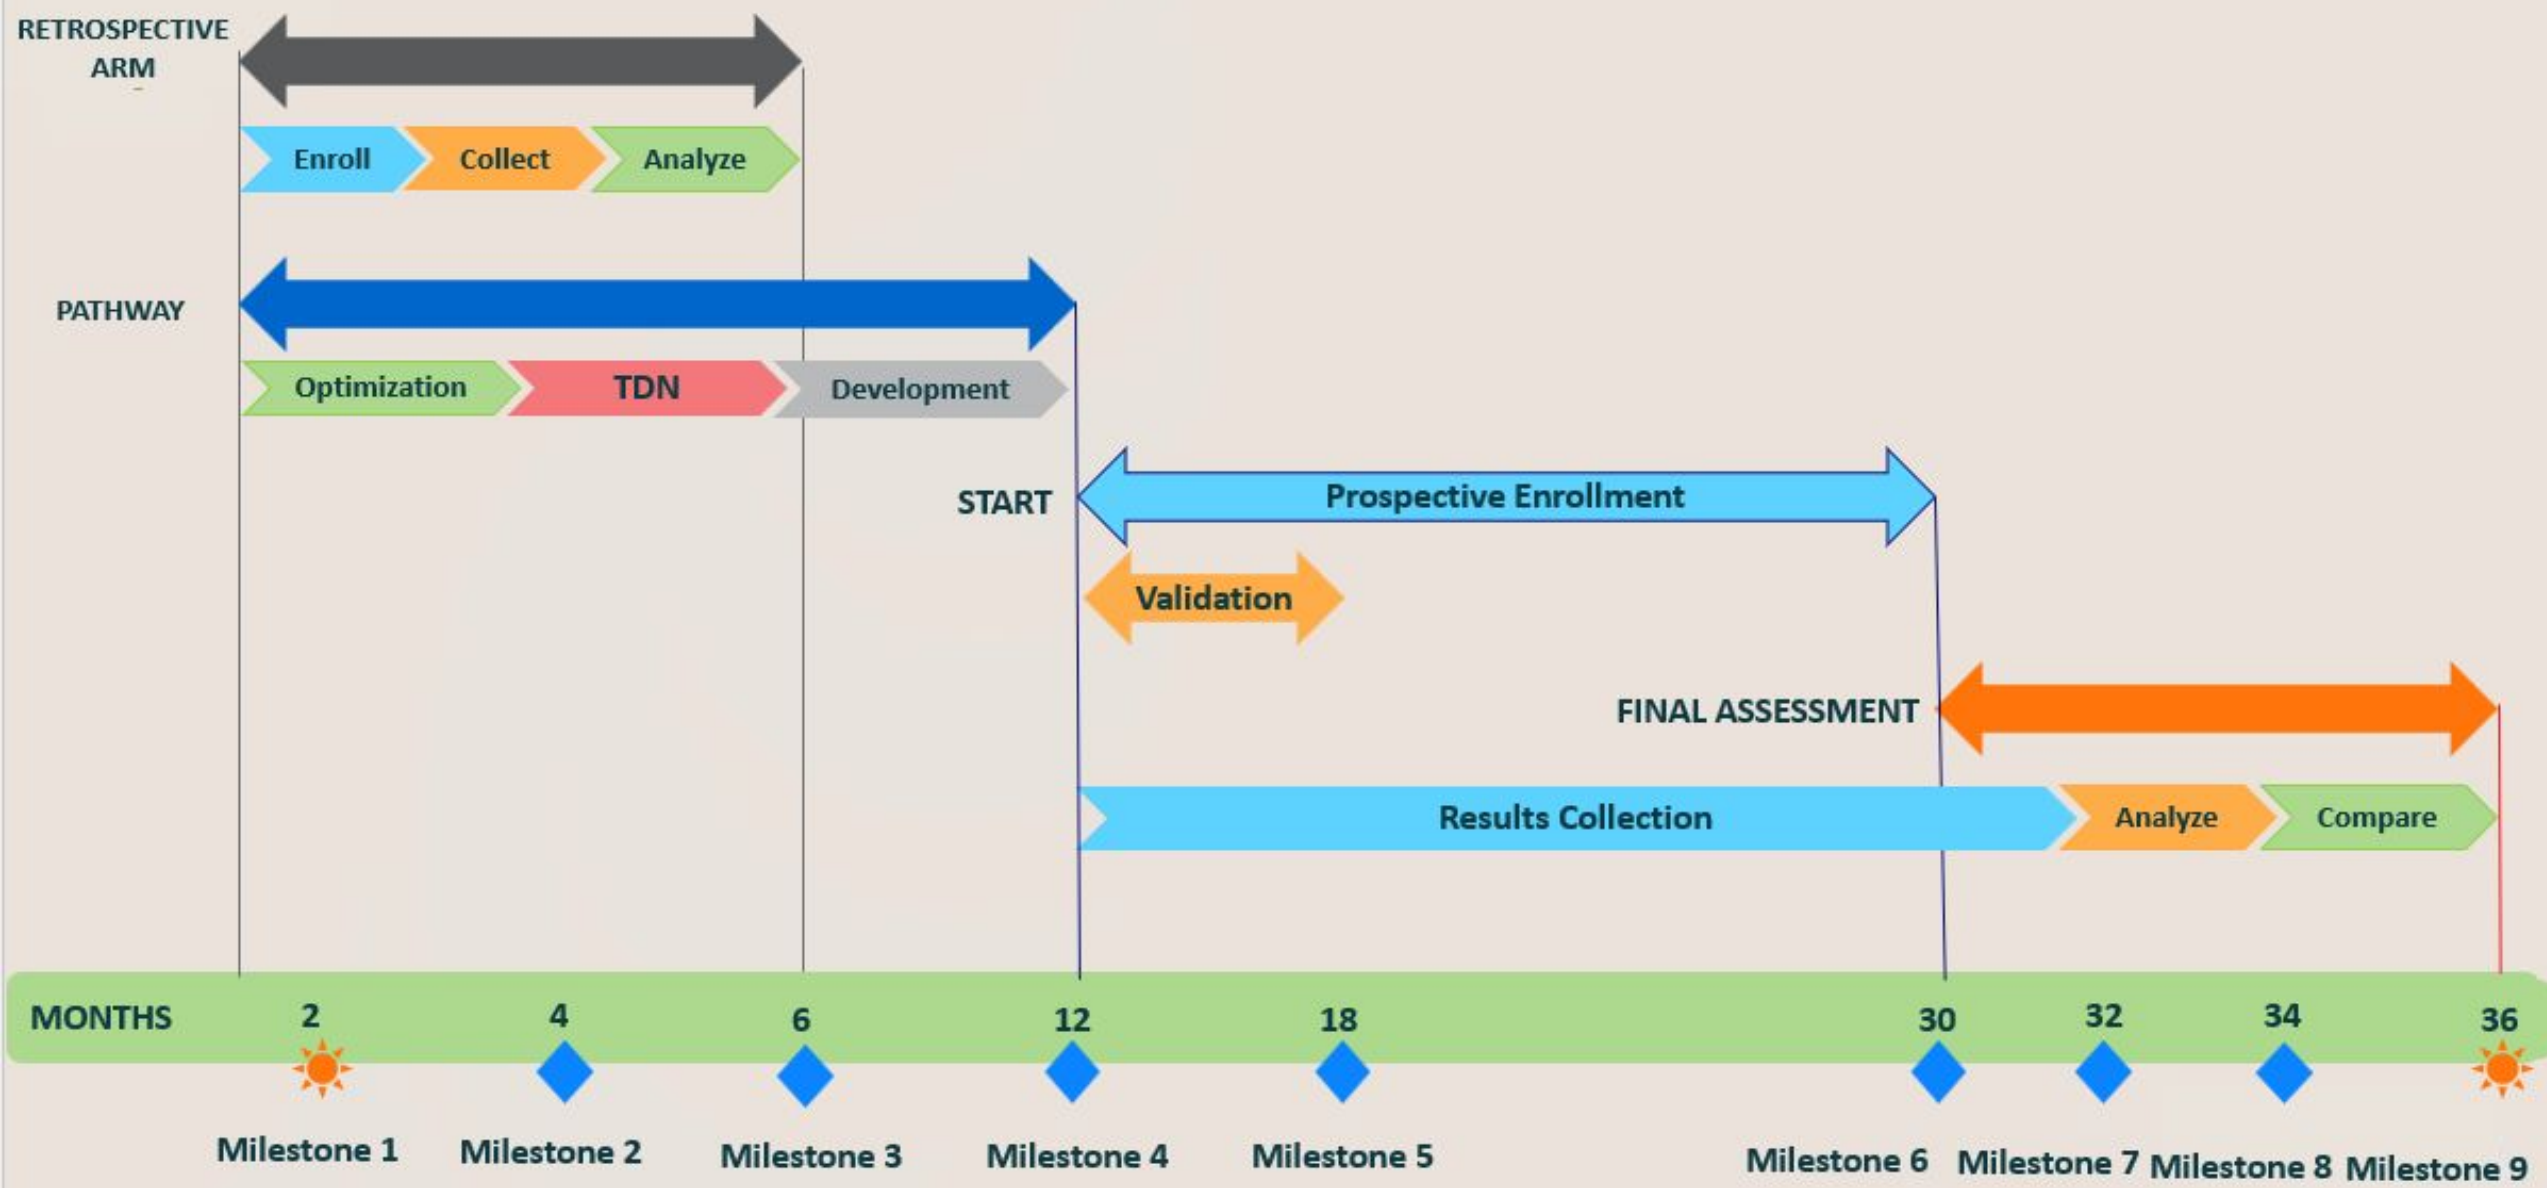 RETROSPECTIVE
ARM
Enroll
Collect
Analyze
PATHWAY
Optimization
TDN
Development
START
Prospective Enrollment
Validation
FINAL ASSESSMENT
Results Collection
Analyze
Compare
MONTHS 2 4 6 12 18 30 32 34 36
Milestone 1 Milestone 2 Milestone 3 Milestone 4 Milestone 5 Milestone 6 Milestone 7 Milestone 8 Milestone 9